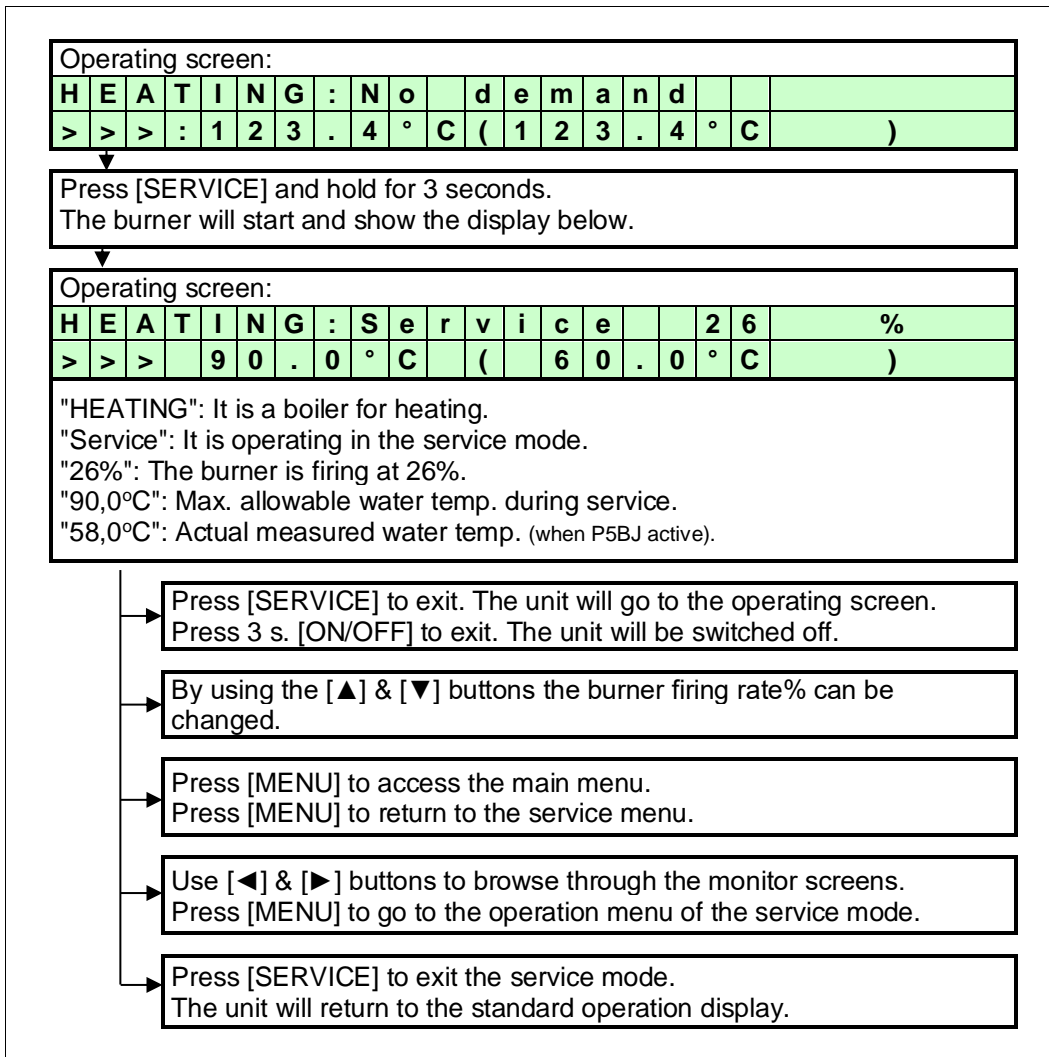 Operating screen:
HEATING:No demand
>>>:123.4°C(123.4°C)
Press [SERVICE] and hold for 3 seconds.
The burner will start and show the display below.
Operating screen:
HEATING:Service  26%
>>> 90.0°C ( 60.0°C)
"HEATING": It is a boiler for heating.
"Service": It is operating in the service mode.
"26%": The burner is firing at 26%.
"90,0°C": Max. allowable water temp. during service.
"58,0°C": Actual measured water temp. (when P5BJ active).
Press [SERVICE] to exit. The unit will go to the operating screen.
Press 3 s. [ON/OFF] to exit. The unit will be switched off.
By using the [▲] & [▼] buttons the burner firing rate% can be
changed.
Press [MENU] to access the main menu.
Press [MENU] to return to the service menu.
Use [◄] & [►] buttons to browse through the monitor screens.
Press [MENU] to go to the operation menu of the service mode.
Press [SERVICE] to exit the service mode.
The unit will return to the standard operation display.